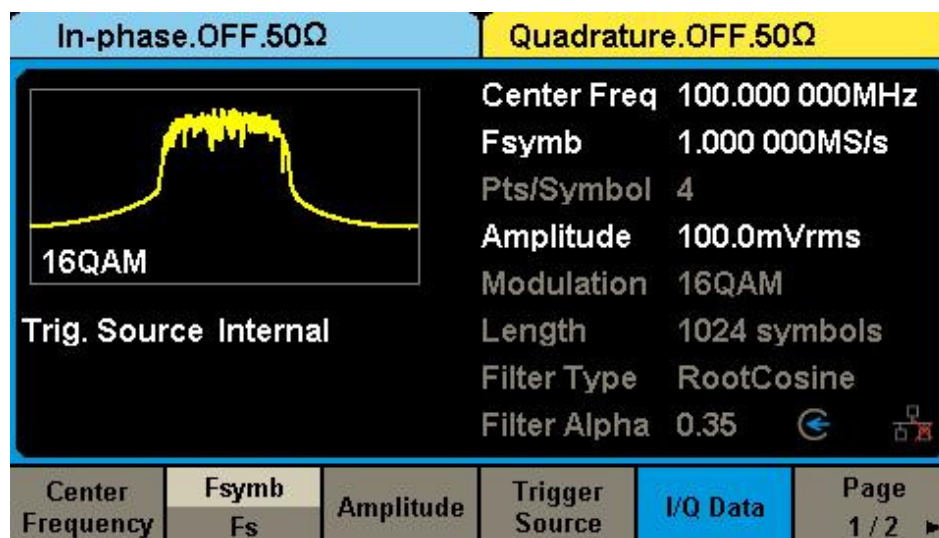 In-phase.OFF.50Ω
Quadrature.OFF.50Ω
16QAM
Trig. Source Internal
Center Freq 100.000 000MHz
Fsymb 1.000 000MS/s
Pts/Symbol 4
Amplitude 100.0mVrms
Modulation 16QAM
Length 1024 symbols
Filter Type RootCosine
Filter Alpha 0.35
Center
Frequency
Fsymb
Fs
Amplitude
Trigger
Source
I/Q Data
Page
1/2